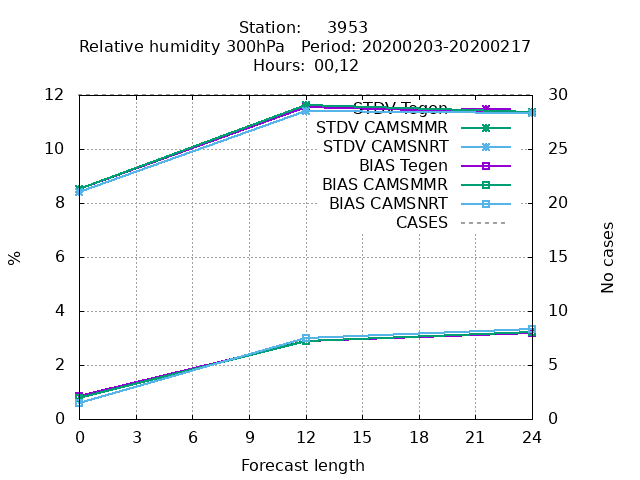 Station: 3953
Relative humidity 300hPa Period: 20200203-20200217
Hours: 00,12
12 30
STDV Tegen
STDV CAMSMMR
STDV CAMSNRT
10 25
BIAS Tegen
BIAS CAMSMMR
BIAS CAMSNRT
8 20
CASES
6 15
%
No cases
4 10
2 5
0 0
0 3 6 9 12 15 18 21 24
Forecast length